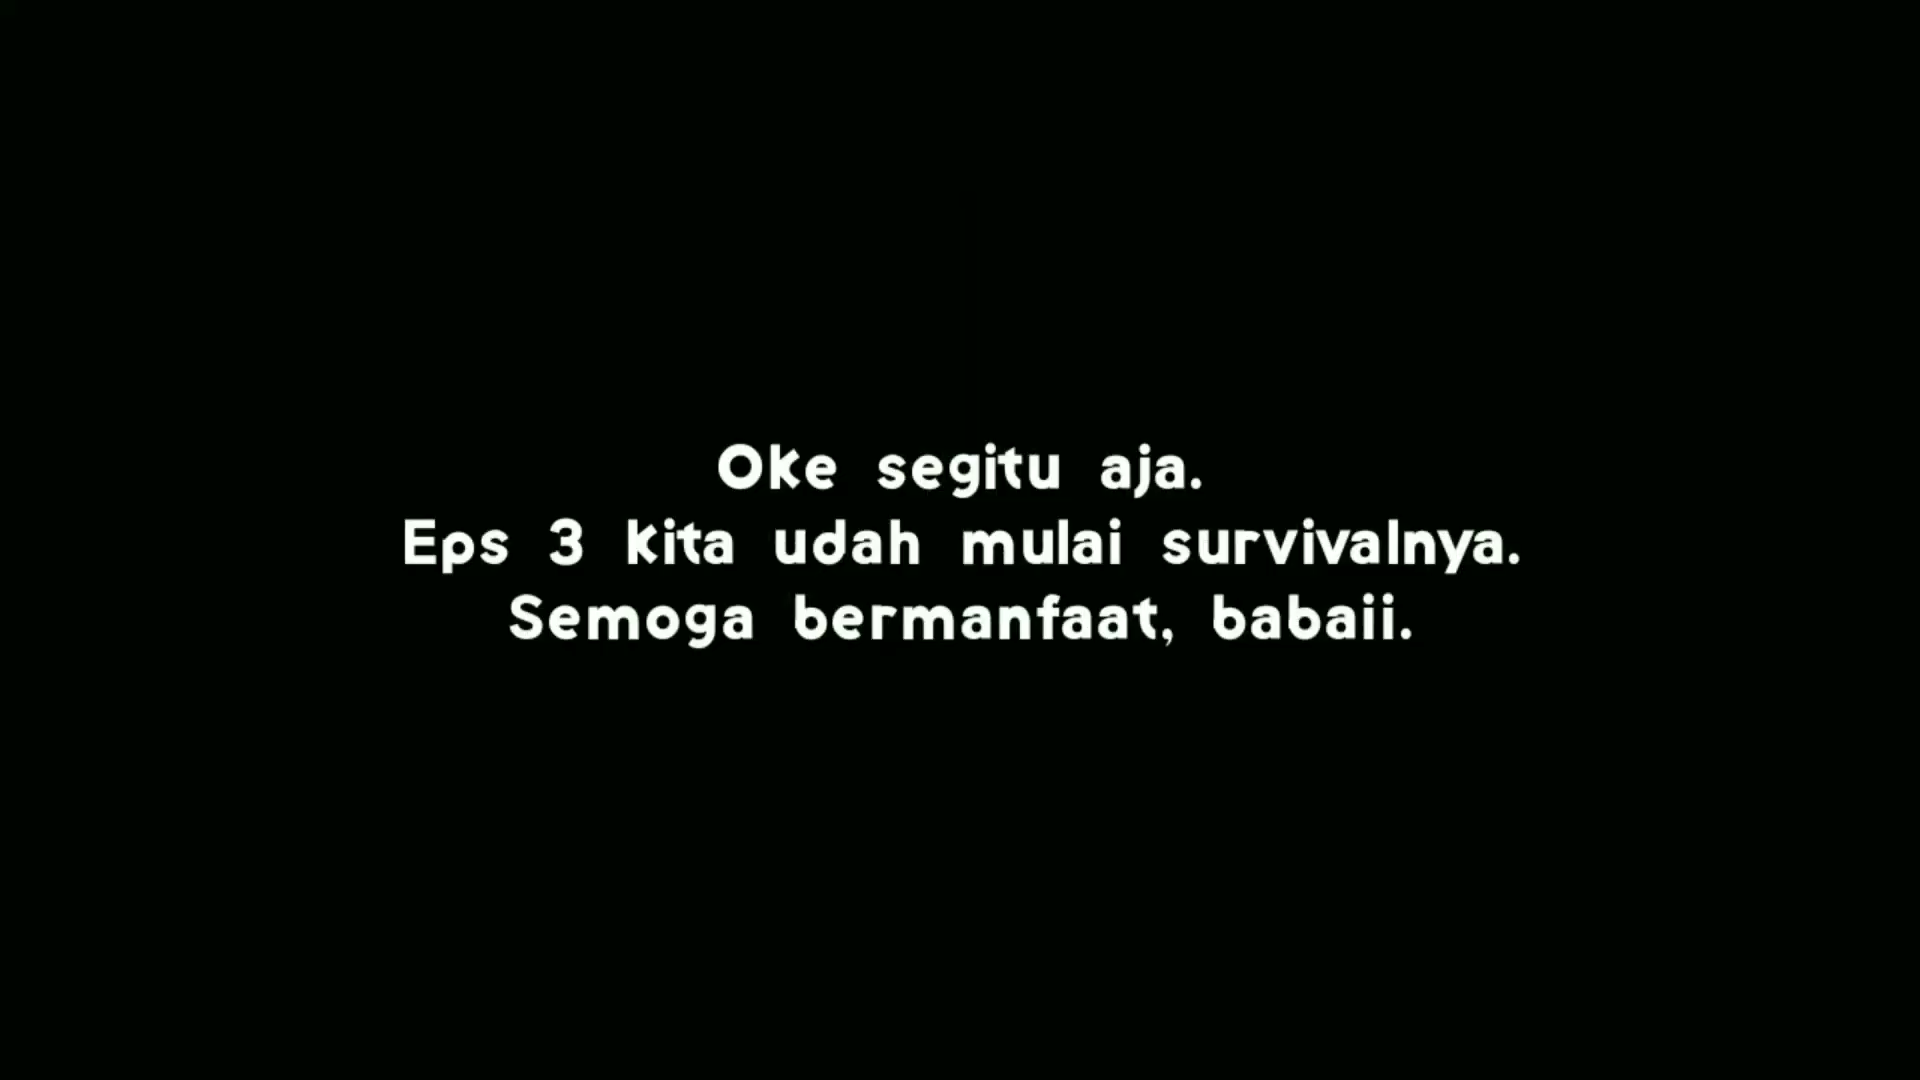 Oke segitu aja.
Eps 3 kita udah mulai survivalnya.
Semoga bermanfaat, babaii.